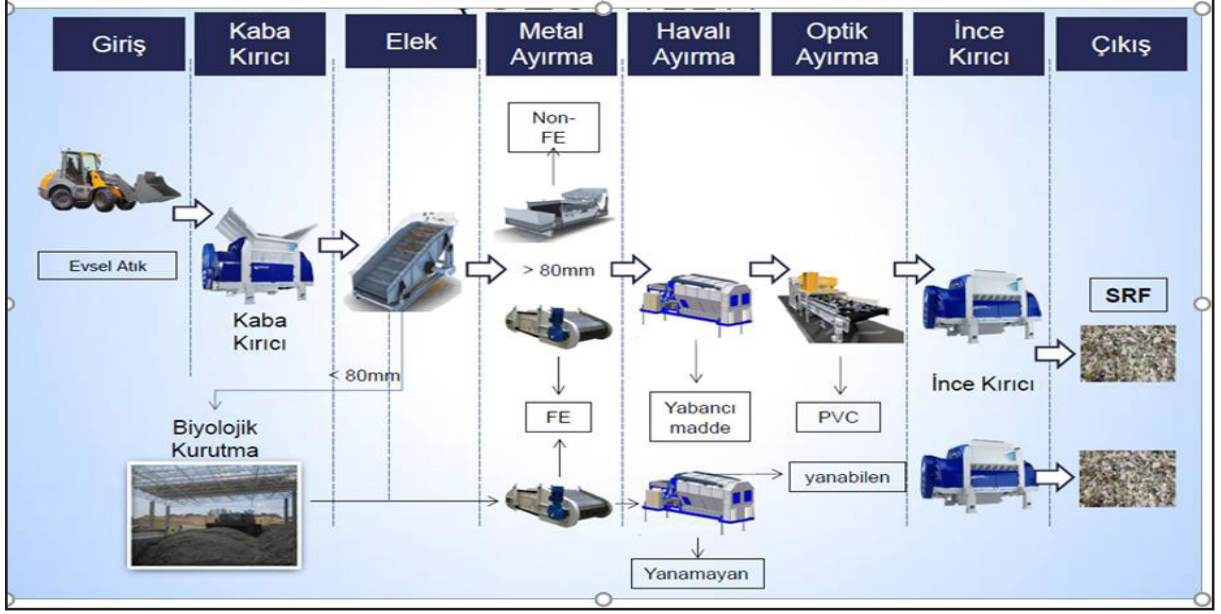 Giriş
Kaba
Kırıcı
Elek
Metal
Ayırma
Havalı
Ayırma
Optik
Ayırma
İnce
Kırıcı
Çıkış
Non-
FE
Evsel Atık
> 80mm
SRF
Kaba
Kırıcı
< 80mm
İnce Kırıcı
FE
Yabancı
madde
PVC
Biyolojik
Kurutma
yanabilen
Yanamayan